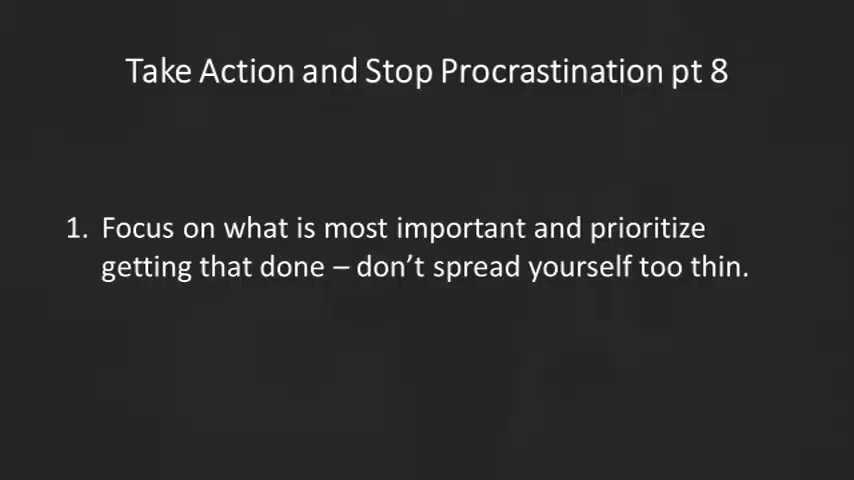 Take Action and Stop Procrastination pt 8
1. Focus on what is most important and prioritize
getting that done – don’t spread yourself too thin.